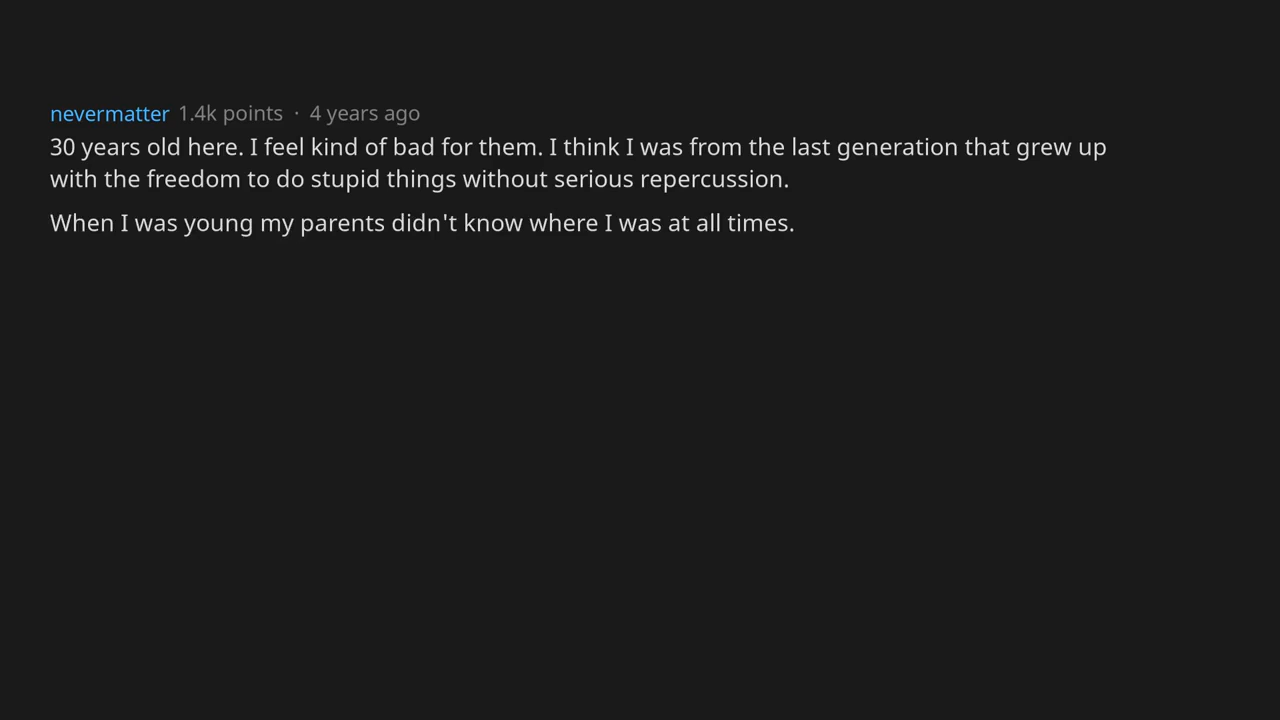 nevermatter 1.4k points · 4 years ago
30 years old here. I feel kind of bad for them. I think I was from the last generation that grew up
with the freedom to do stupid things without serious repercussion.
When I was young my parents didn't know where I was at all times.